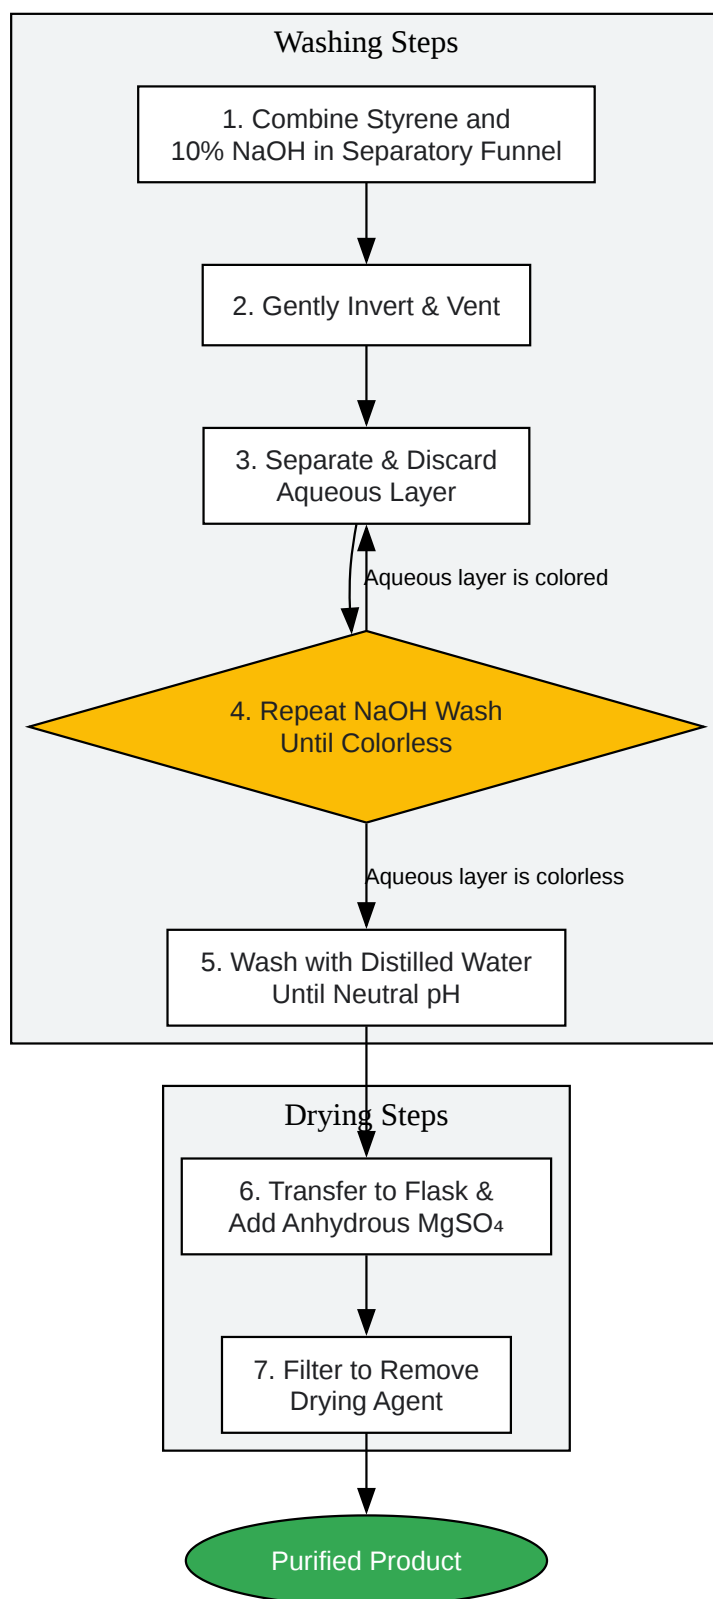 Washing Steps
1. Combine Styrene and
10% NaOH in Separatory Funnel
2. Gently Invert & Vent
3. Separate & Discard
Aqueous Layer
Aqueous layer is colored
4. Repeat NaOH Wash
Until Colorless
Aqueous layer is colorless
5. Wash with Distilled Water
Until Neutral pH
Drying Steps
6. Transfer to Flask &
Add Anhydrous MgSO₄
7. Filter to Remove
Drying Agent
Purified Product